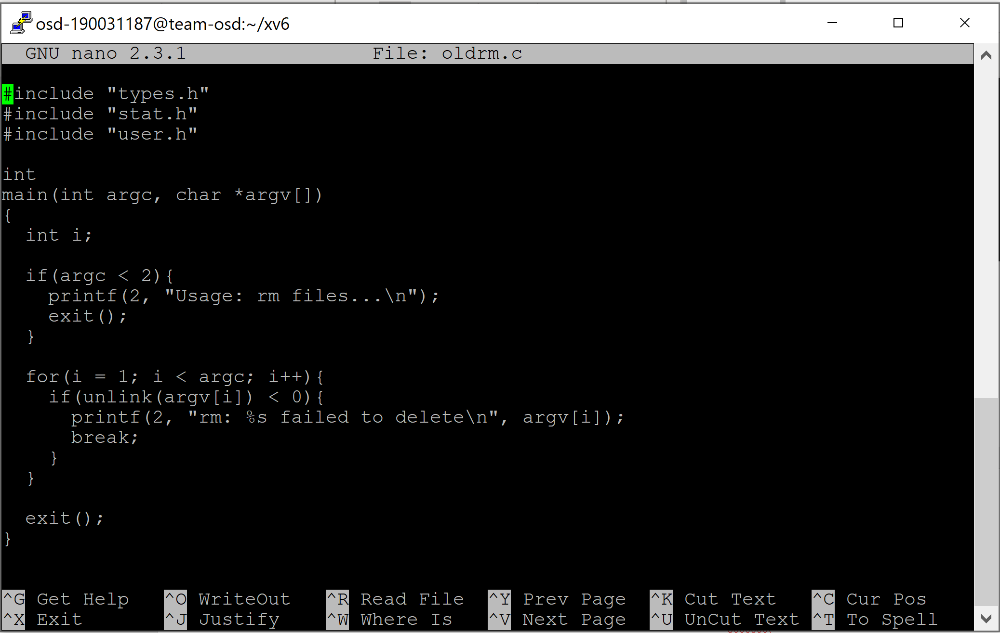 osd-190031187@team-osd:~/xv6
GNU nano 2.3.1 File: oldrm.c
#include "types.h"
#include "stat.h"
#include "user.h"
int
main(int argc, char *argv[])
{
  int i;
  if(argc < 2){
    printf(2, "Usage: rm files...\n");
    exit();
  }
  for(i = 1; i < argc; i++){
    if(unlink(argv[i]) < 0){
      printf(2, "rm: %s failed to delete\n", argv[i]);
      break;
    }
  }
  exit();
}
^G Get Help ^O WriteOut ^R Read File ^Y Prev Page ^K Cut Text ^C Cur Pos
^X Exit ^J Justify ^W Where Is ^V Next Page ^U UnCut Text ^T To Spell